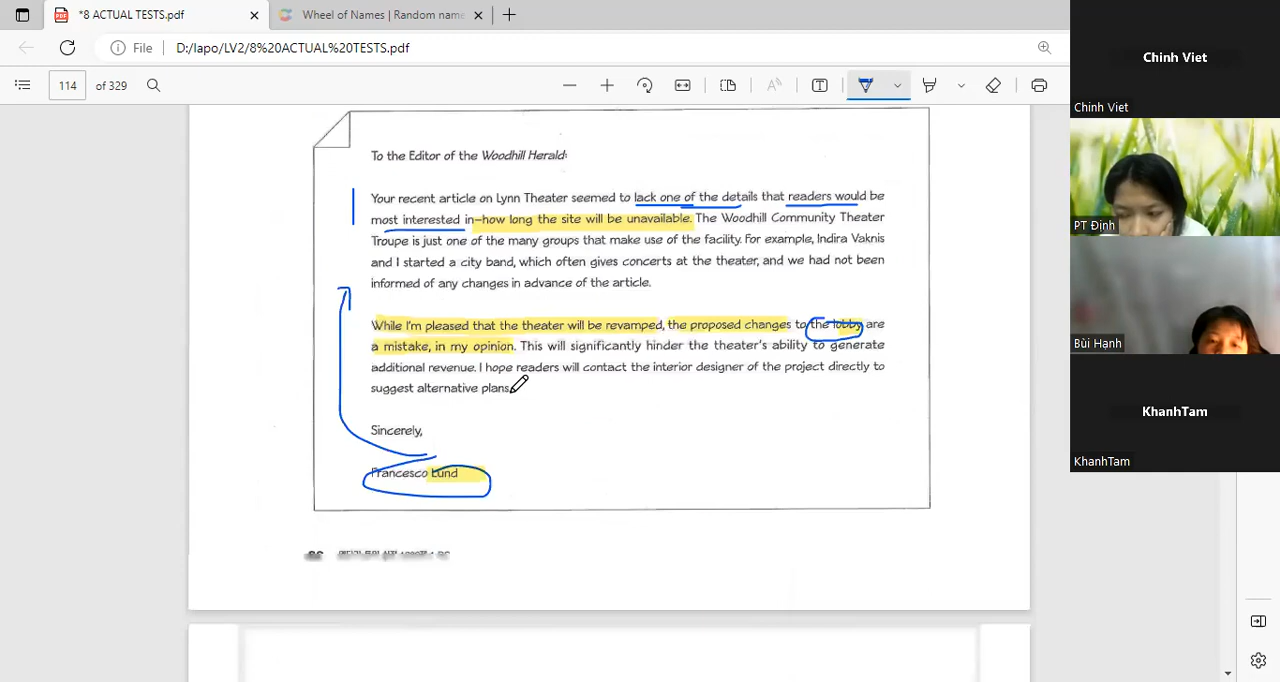 *8 ACTUAL TESTS.pdf
Wheel of Names | Random name
File
D:/lapo/LV2/8%20ACTUAL%20TESTS.pdf
114 of 329
To the Editor of the Woodhill Herald:
Your recent article on Lynn Theater seemed to lack one of the details that readers would be
most interested in—how long the site will be unavailable. The Woodhill Community Theater
Troupe is just one of the many groups that make use of the facility. For example, Indira Vaknis
and I started a city band, which often gives concerts at the theater, and we had not been
informed of any changes in advance of the article.
While I'm pleased that the theater will be revamped, the proposed changes to the lobby are
a mistake, in my opinion. This will significantly hinder the theater's ability to generate
additional revenue. I hope readers will contact the interior designer of the project directly to
suggest alternative plans.
Sincerely,
Francesco Lund
Chinh Viet
Chinh Viet
PT Định
Bùi Hạnh
KhanhTam
KhanhTam